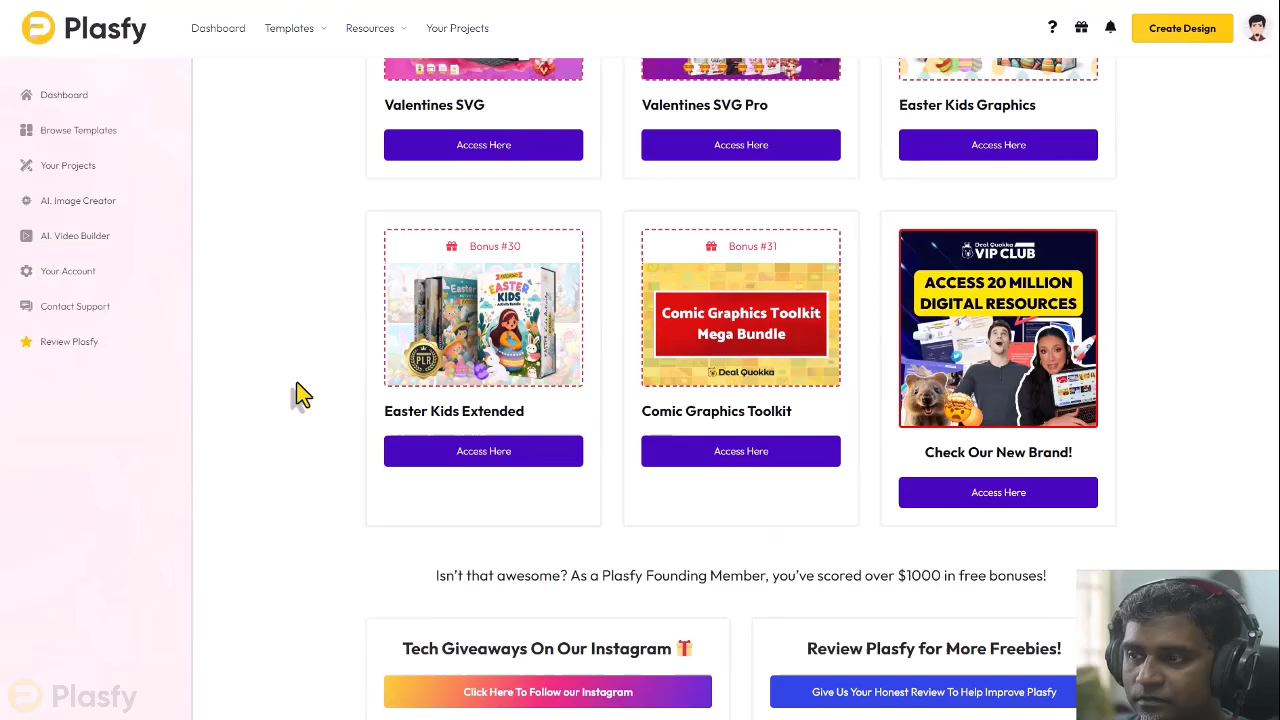 Plasfy
Dashboard
Templates
Resources
Your Projects
?
Create Design
Dashboard
Browse Templates
Your Projects
AI. Image Creator
AI. Video Builder
Your Account
Contact Support
Review Plasfy
Plasfy
Valentines SVG
Access Here
Valentines SVG Pro
Access Here
Easter Kids Graphics
Access Here
Bonus #30
EASTER
KIDS
PLR
Easter Kids Extended
Access Here
Bonus #31
Comic Graphics Toolkit
Mega Bundle
Deal Quokka
Comic Graphics Toolkit
Access Here
Deal Quokka
VIP CLUB
ACCESS 20 MILLION
DIGITAL RESOURCES
Check Our New Brand!
Access Here
Isn't that awesome? As a Plasfy Founding Member, you've scored over $1000 in free bonuses!
Tech Giveaways On Our Instagram
Click Here To Follow our Instagram
Review Plasfy for More Freebies!
Give Us Your Honest Review To Help Improve Plasfy